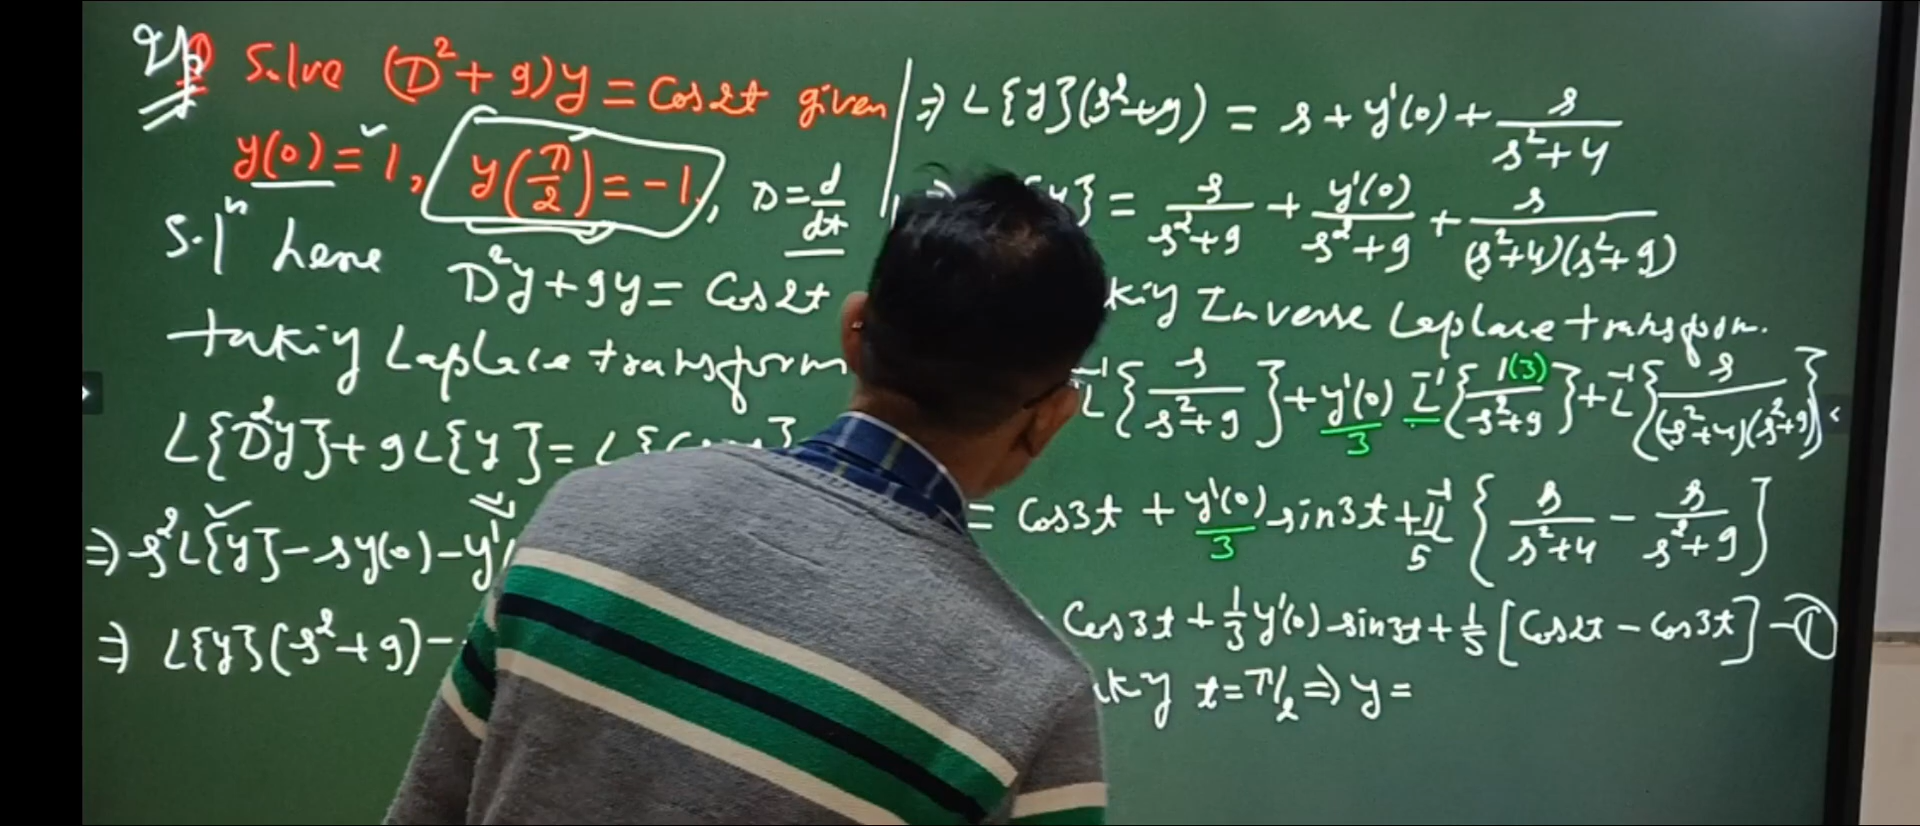 ① Solve (D²+9)y = Cos2t given
y(0) = 1, y(π/2) = -1, D = d/dt
Solⁿ here D²y + 9y = Cos2t
taking Laplace transform
L{D²y} + 9L{y} = L{
⇒ s²L{y} - sy(0) - y'
⇒ L{y}(s²+9) -
⇒ L{y}(s²+9) = s + y'(0) + s/(s²+4)
y} = s/(s²+9) + y'(0)/(s²+9) + s/((s²+4)(s²+9))
Inverse Laplace transform.
L⁻¹{s/(s²+9)} + y'(0)/3 L⁻¹{1(3)/(s²+9)} + L⁻¹{s/((s²+4)(s²+9))}
= Cos3t + y'(0)/3 sin3t + 1/5 L⁻¹{s/(s²+4) - s/(s²+9)}
Cos3t + 1/3 y'(0) sin3t + 1/5 [Cos2t - Cos3t] - ①
t = π/2 ⇒ y =